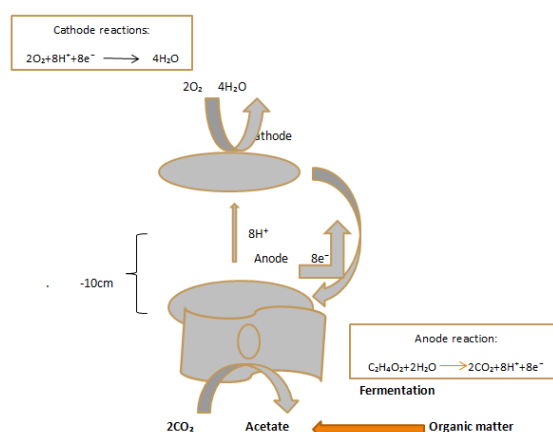 Cathode reactions:
2O₂+8H⁺+8e⁻ ⟶ 4H₂O
2O₂ 4H₂O
athode
8H⁺
Anode 8e⁻
. -10cm
Anode reaction:
C₂H₄O₂+2H₂O ⟶ 2CO₂+8H⁺+8e⁻
Fermentation
2CO₂ Acetate Organic matter